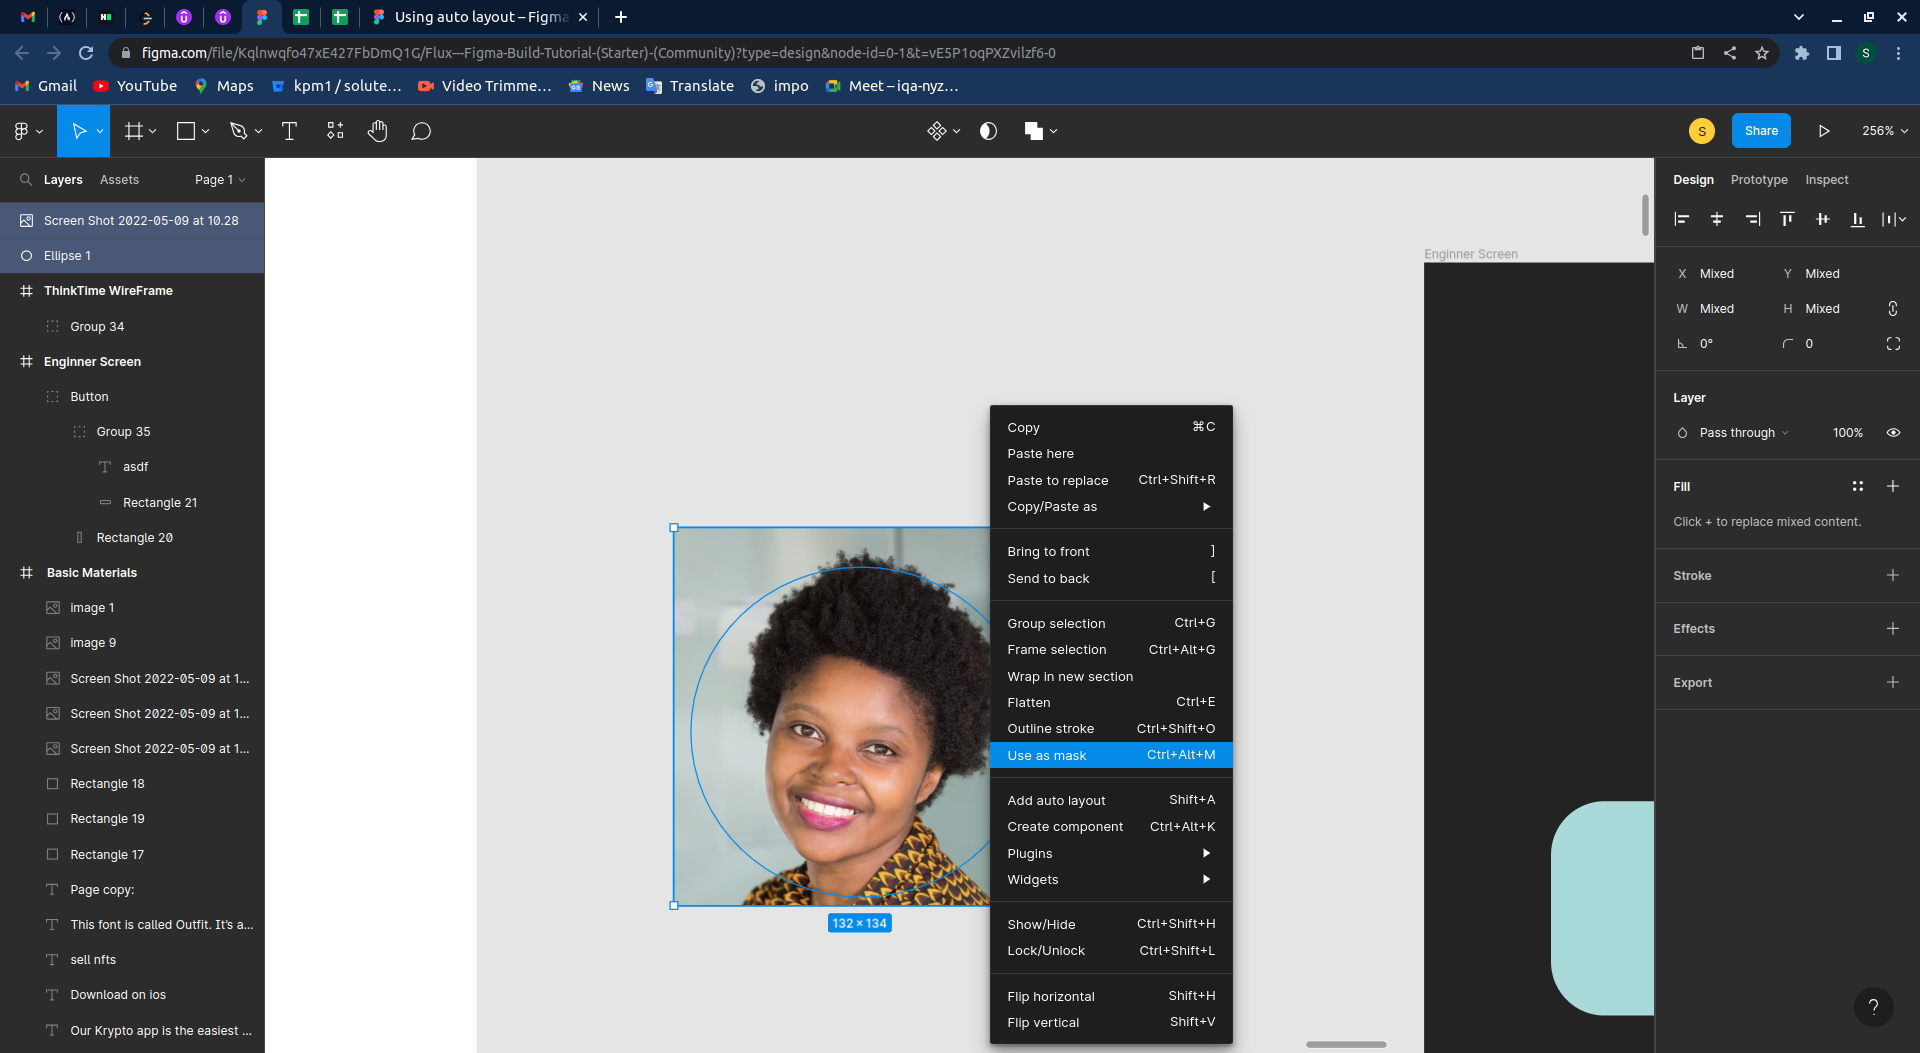 Using auto layout – Figma
figma.com/file/Kqlnwqfo47xE427FbDmQ1G/Flux---Figma-Build-Tutorial-(Starter)-(Community)?type=design&node-id=0-1&t=vE5P1oqPXZvilzf6-0
S
Gmail
YouTube
Maps
kpm1 / solute…
Video Trimme…
News
Translate
impo
Meet – iqa-nyz…
S
Share
256%
Layers
Assets
Page 1
Screen Shot 2022-05-09 at 10.28
Ellipse 1
ThinkTime WireFrame
Group 34
Enginner Screen
Button
Group 35
asdf
Rectangle 21
Rectangle 20
Basic Materials
image 1
image 9
Screen Shot 2022-05-09 at 1...
Screen Shot 2022-05-09 at 1...
Screen Shot 2022-05-09 at 1...
Rectangle 18
Rectangle 19
Rectangle 17
Page copy:
This font is called Outfit. It's a...
sell nfts
Download on ios
Our Krypto app is the easiest ...
Enginner Screen
132 × 134
Copy ⌘C
Paste here
Paste to replace Ctrl+Shift+R
Copy/Paste as
Bring to front ]
Send to back [
Group selection Ctrl+G
Frame selection Ctrl+Alt+G
Wrap in new section
Flatten Ctrl+E
Outline stroke Ctrl+Shift+O
Use as mask Ctrl+Alt+M
Add auto layout Shift+A
Create component Ctrl+Alt+K
Plugins
Widgets
Show/Hide Ctrl+Shift+H
Lock/Unlock Ctrl+Shift+L
Flip horizontal Shift+H
Flip vertical Shift+V
Design
Prototype
Inspect
X Mixed Y Mixed
W Mixed H Mixed
0° 0
Layer
Pass through 100%
Fill
Click + to replace mixed content.
Stroke
Effects
Export
?